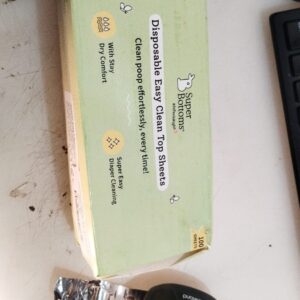 Super
Bottoms
Disposable Easy Clean Top Sheets
Clean poop effortlessly, every time!
With Stay
Dry Comfort
Super Easy
Diaper Cleaning
100